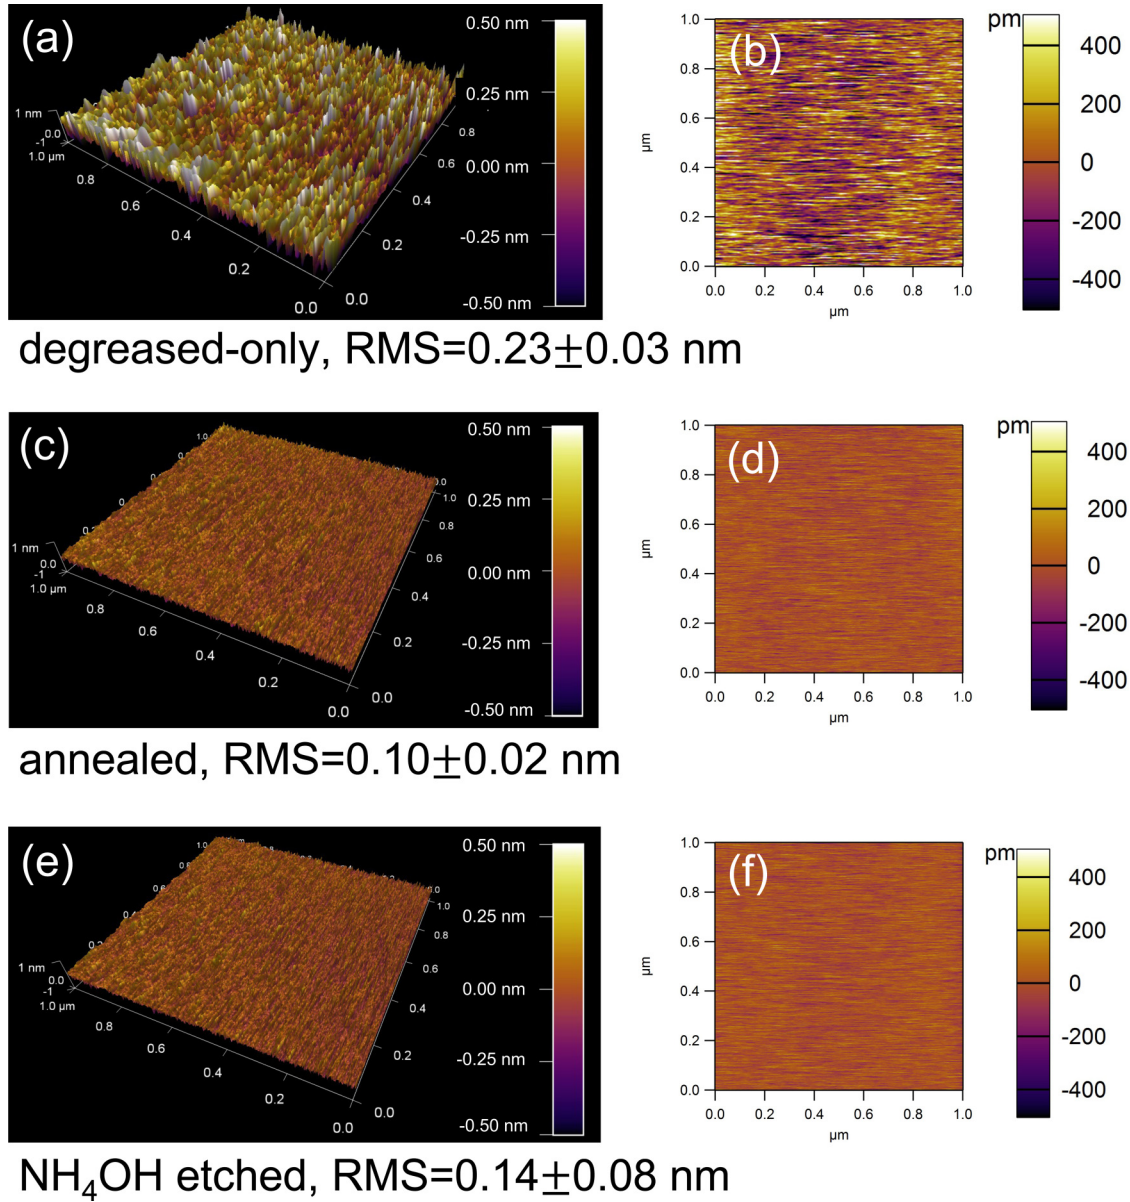 (a)
0.50 nm
0.25 nm
0.00 nm
-0.25 nm
-0.50 nm
1 nm
0.0
-1
1.0 µm
0.8
0.6
0.4
0.2
0.0
0.0
0.2
0.4
0.6
0.8
(b)
1.0
0.8
0.6
0.4
0.2
0.0
µm
0.0 0.2 0.4 0.6 0.8 1.0
µm
pm
400
200
0
-200
-400
degreased-only, RMS=0.23±0.03 nm
(c)
0.50 nm
0.25 nm
0.00 nm
-0.25 nm
-0.50 nm
1.0
1 nm
0.0
-1
1.0 µm
0.8
0.6
0.4
0.2
0.0
0.0
0.2
0.4
0.6
0.8
1.0
(d)
1.0
0.8
0.6
0.4
0.2
0.0
µm
0.0 0.2 0.4 0.6 0.8 1.0
µm
pm
400
200
0
-200
-400
annealed, RMS=0.10±0.02 nm
(e)
0.50 nm
0.25 nm
0.00 nm
-0.25 nm
-0.50 nm
1.0
1 nm
0.0
-1
1.0 µm
0.8
0.6
0.4
0.2
0.0
0.0
0.2
0.4
0.6
0.8
1.0
(f)
1.0
0.8
0.6
0.4
0.2
0.0
µm
0.0 0.2 0.4 0.6 0.8 1.0
µm
pm
400
200
0
-200
-400
NH₄OH etched, RMS=0.14±0.08 nm